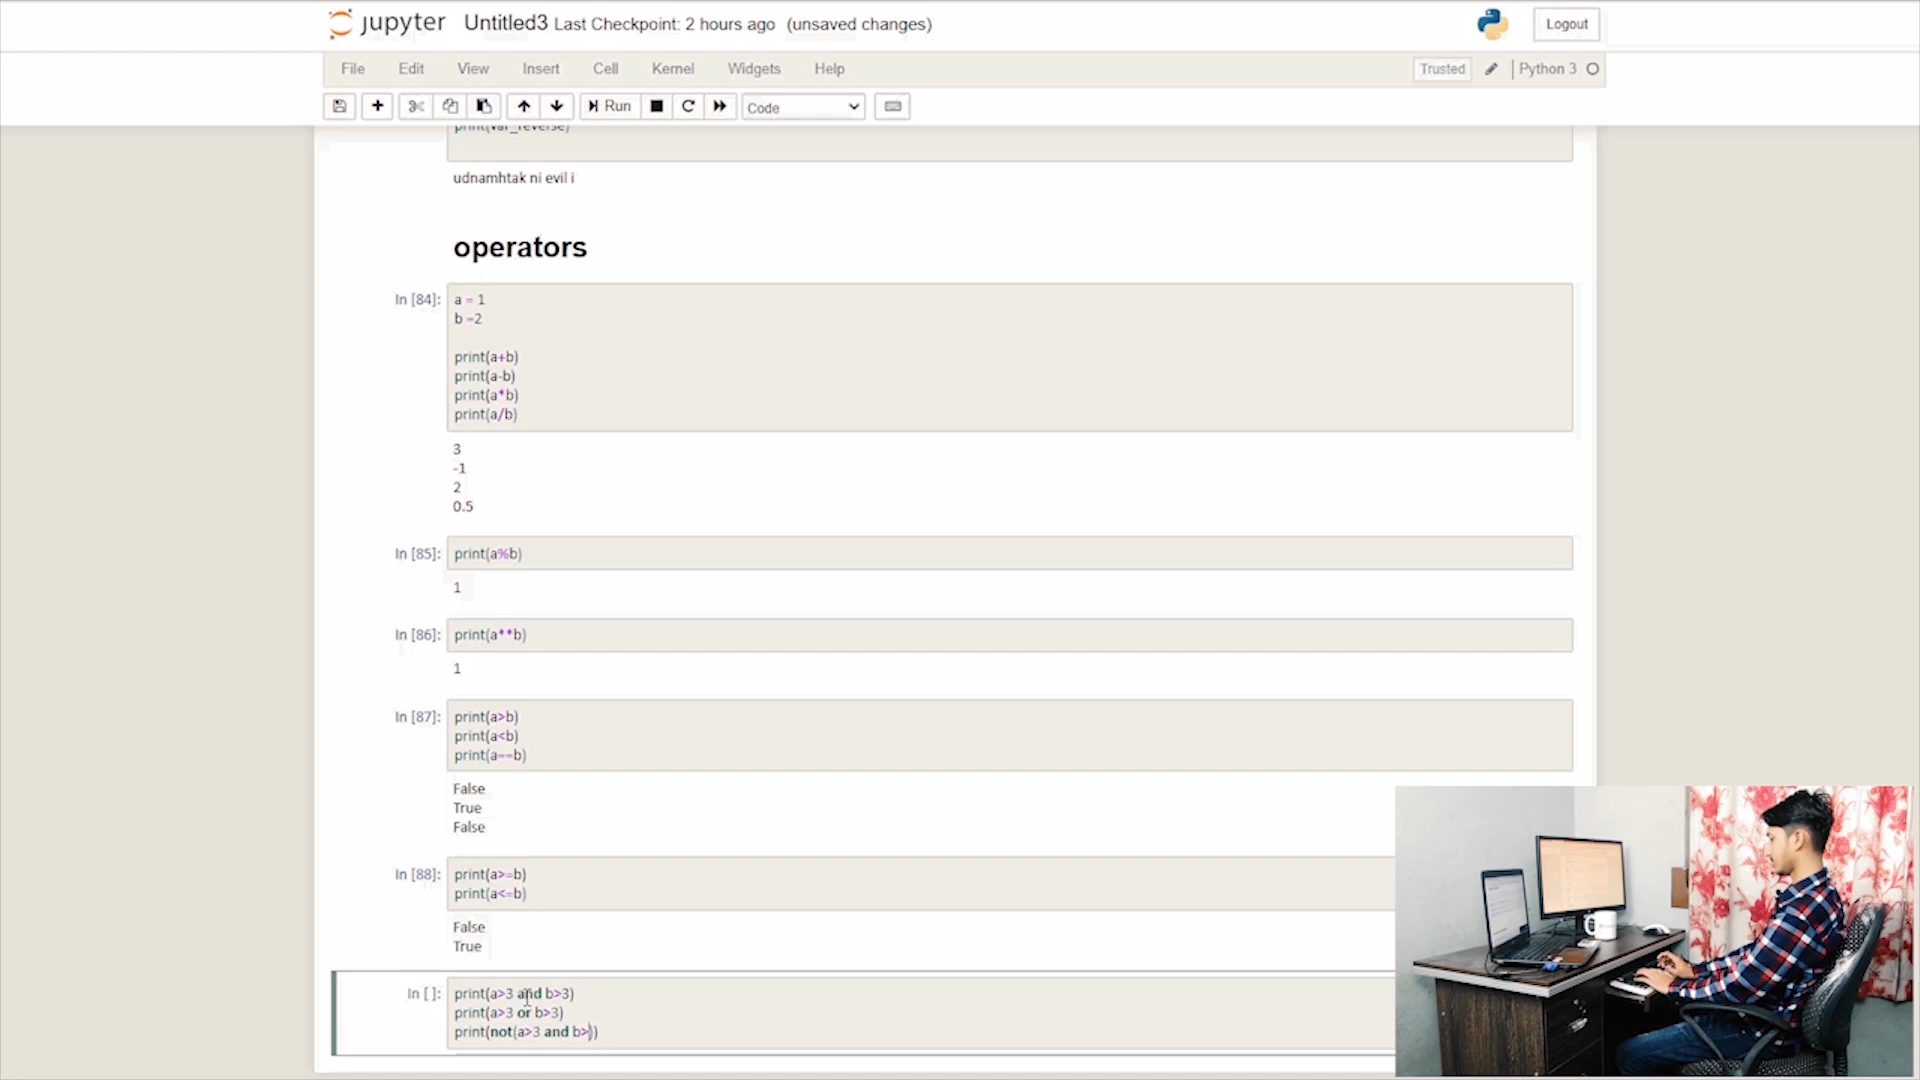 jupyter Untitled3 Last Checkpoint: 2 hours ago (unsaved changes) Logout
File Edit View Insert Cell Kernel Widgets Help Trusted Python 3
Run Code
print(var_reverse)
udnamhtak ni evil i
operators
In [84]: a = 1
b =2
print(a+b)
print(a-b)
print(a*b)
print(a/b)
3
-1
2
0.5
In [85]: print(a%b)
1
In [86]: print(a**b)
1
In [87]: print(a>b)
print(a<b)
print(a==b)
False
True
False
In [88]: print(a>=b)
print(a<=b)
False
True
In [ ]: print(a>3 and b>3)
print(a>3 or b>3)
print(not(a>3 and b>))